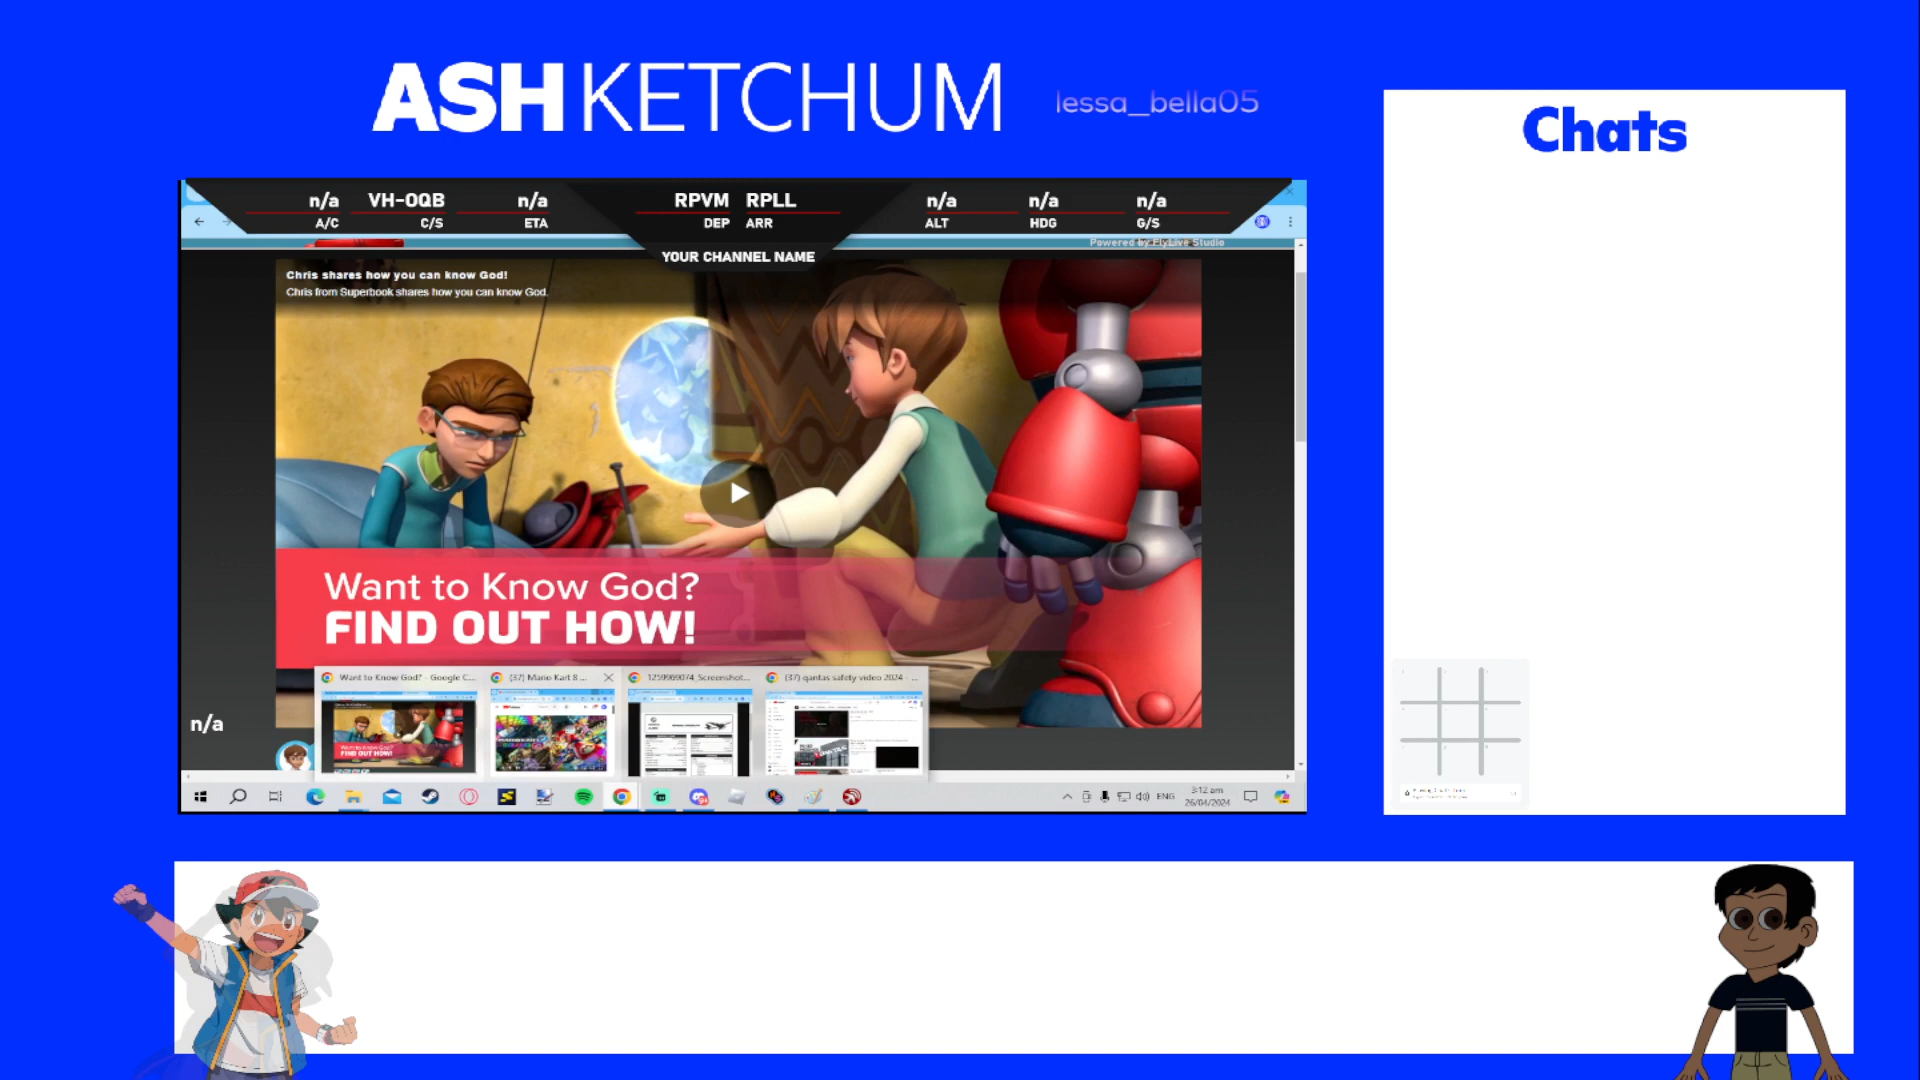 ASHKETCHUM
lessa_bella05
Chats
n/a VH-OQB n/a RPVM RPLL n/a n/a n/a
A/C C/S ETA DEP ARR ALT HDG G/S
Powered by FlyLive Studio
YOUR CHANNEL NAME
Chris shares how you can know God!
Chris from Superbook shares how you can know God.
Want to Know God?
FIND OUT HOW!
Want to Know God? - Google C...
(37) Mario Kart 8 ...
1259969074_Screenshot...
(37) qantas safety video 2024 - ...
n/a
ENG
3:12 am
26/04/2024